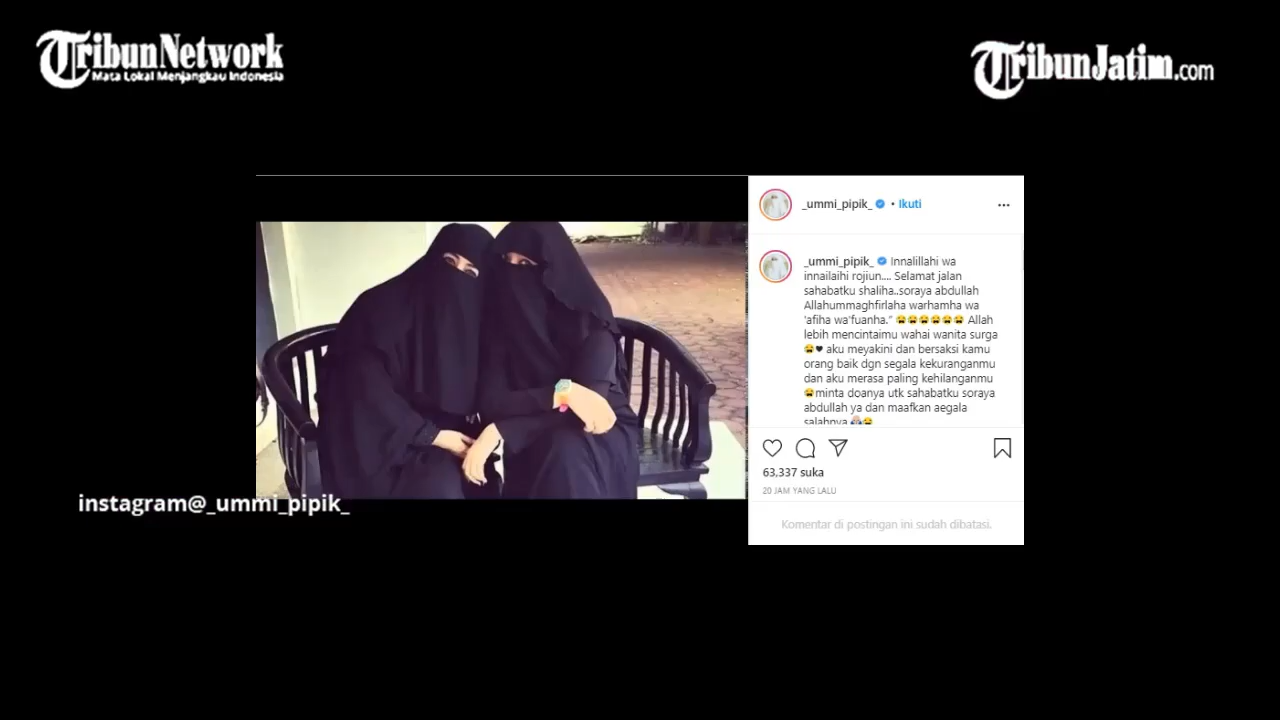 TribunNetwork
Mata Lokal Menjangkau Indonesia
TribunJatim.com
_ummi_pipik_ • Ikuti
_ummi_pipik_ Innalillahi wa
innailaihi rojiun.... Selamat jalan
sahabatku shaliha..soraya abdullah
Allahummaghfirlaha warhamha wa
'afiha wa'fuanha.” 😭😭😭😭😭😭 Allah
lebih mencintaimu wahai wanita surga
😭🖤 aku meyakini dan bersaksi kamu
orang baik dgn segala kekuranganmu
dan aku merasa paling kehilanganmu
😭minta doanya utk sahabatku soraya
abdullah ya dan maafkan aegala
salahnya
63,337 suka
20 JAM YANG LALU
Komentar di postingan ini sudah dibatasi.
instagram@_ummi_pipik_